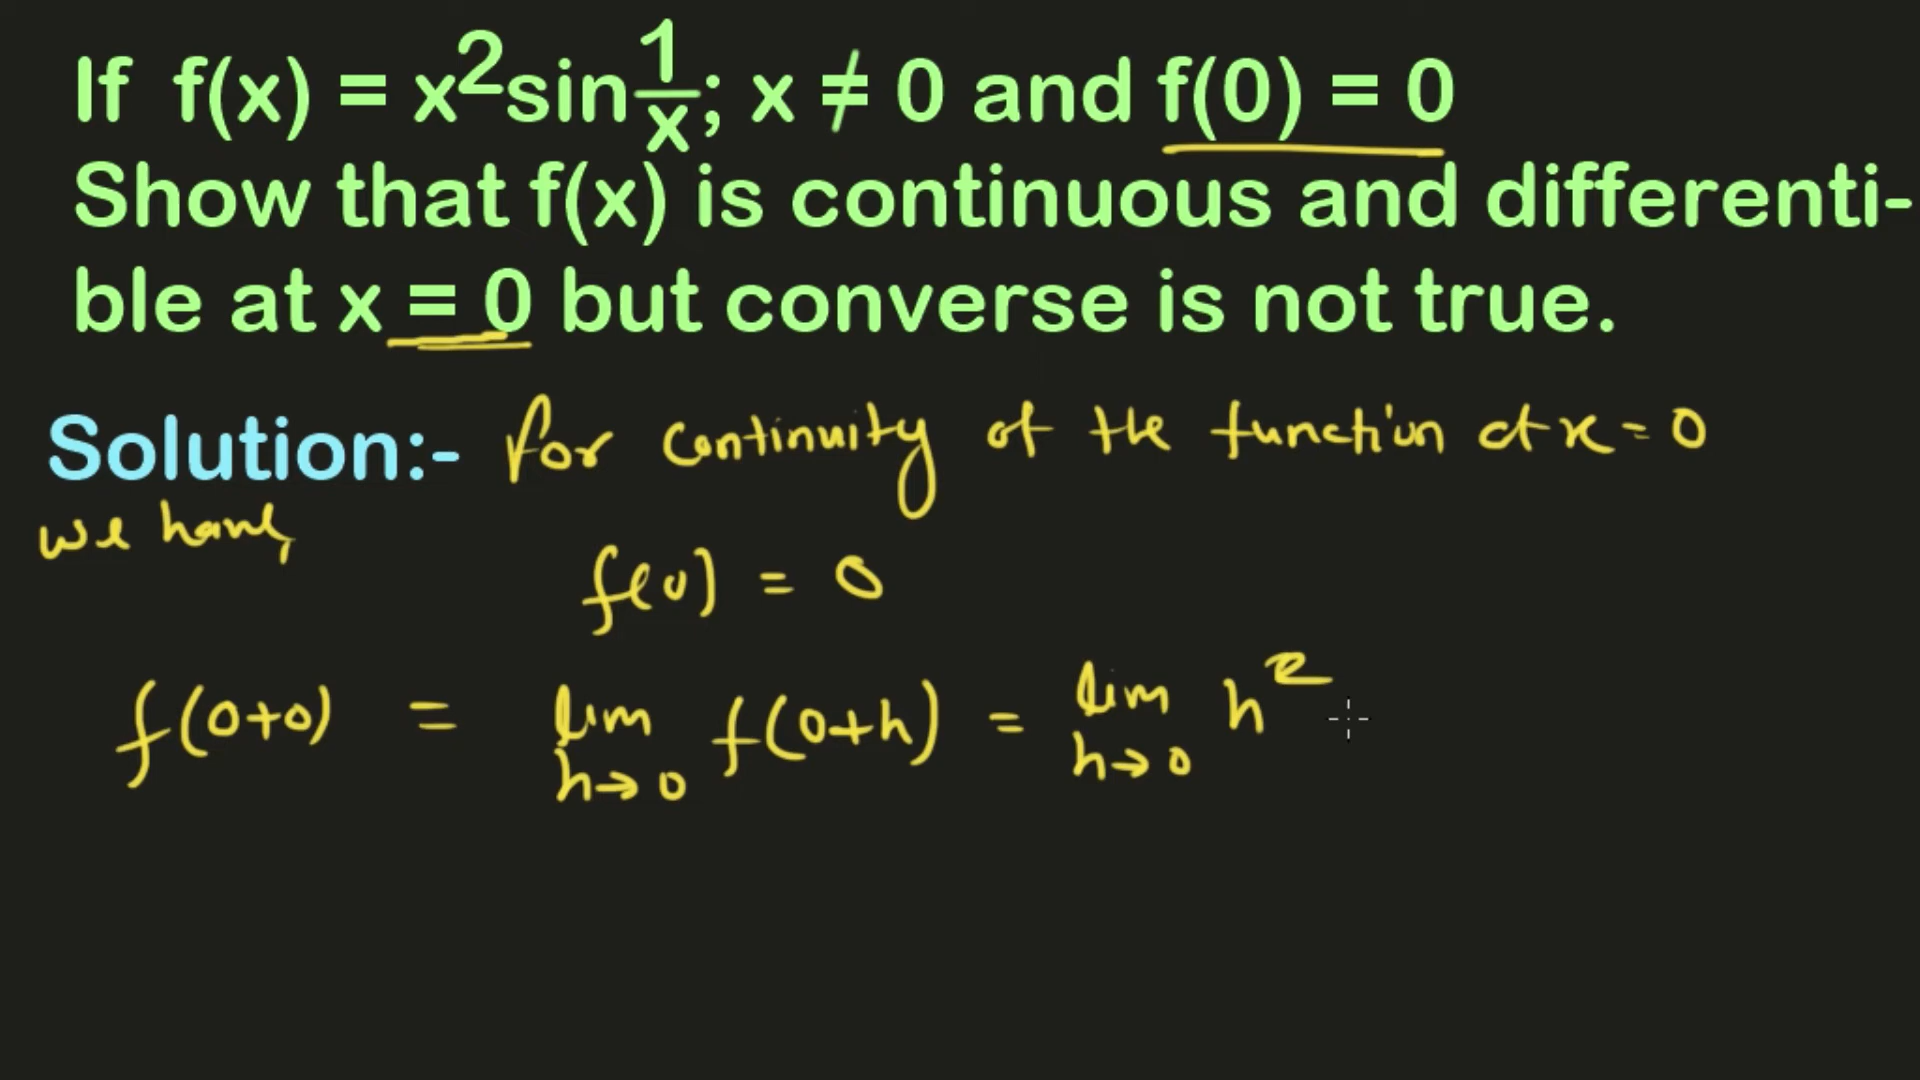 If f(x) = x²sin 1/x; x ≠ 0 and f(0) = 0
Show that f(x) is continuous and differenti-
ble at x = 0 but converse is not true.
Solution:- For continuity of the function at x = 0
we have,
f(0) = 0
f(0+0) = lim h→0 f(0+h) = lim h→0 h²